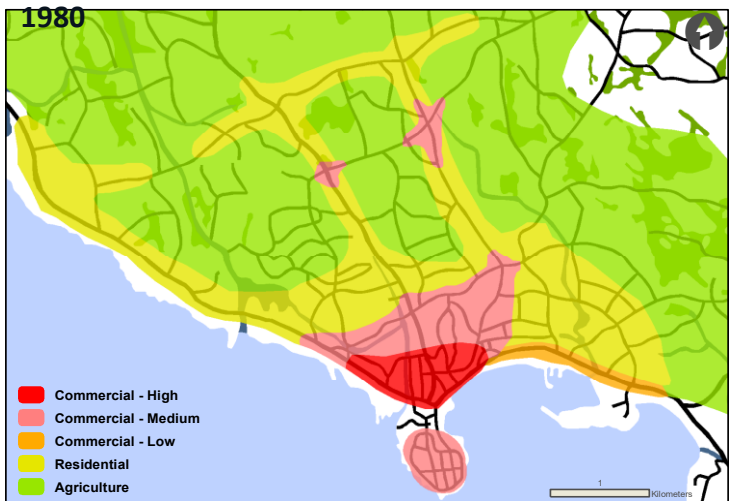 1980
Commercial - High
Commercial - Medium
Commercial - Low
Residential
Agriculture
1
Kilometers